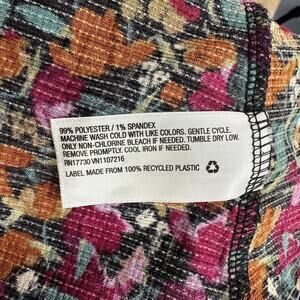 99% POLYESTER / 1% SPANDEX
MACHINE WASH COLD WITH LIKE COLORS. GENTLE CYCLE.
ONLY NON-CHLORINE BLEACH IF NEEDED. TUMBLE DRY LOW.
REMOVE PROMPTLY. COOL IRON IF NEEDED.
RN17730 VN1107216
LABEL MADE FROM 100% RECYCLED PLASTIC